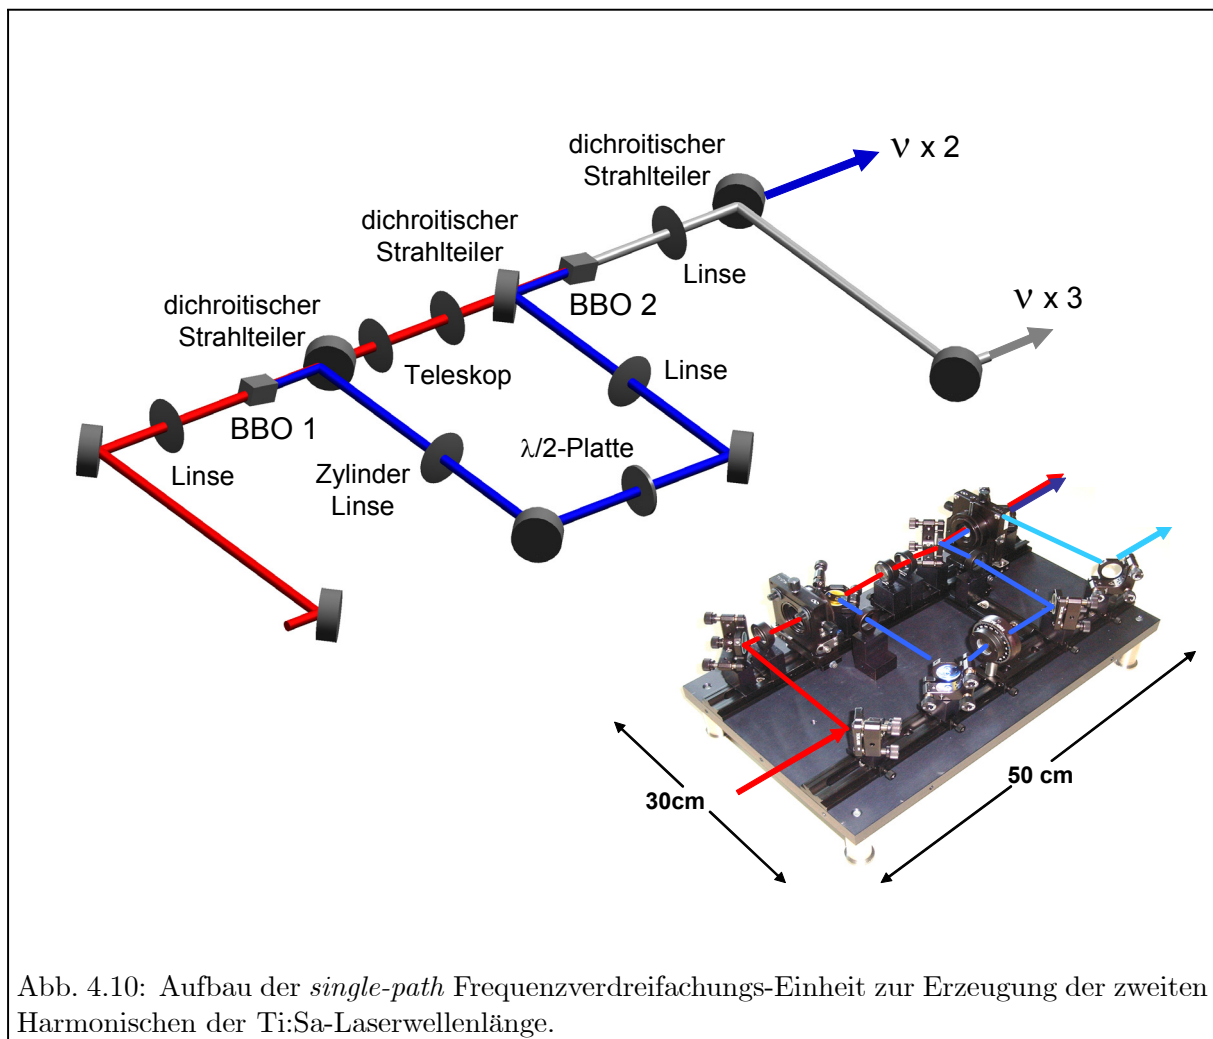 dichroitischer
Strahlteiler
ν x 2
dichroitischer
Strahlteiler
Linse
BBO 2
ν x 3
dichroitischer
Strahlteiler
Teleskop
Linse
BBO 1
λ/2-Platte
Linse
Zylinder
Linse
50 cm
30cm
Abb. 4.10: Aufbau der single-path Frequenzverdreifachungs-Einheit zur Erzeugung der zweiten
Harmonischen der Ti:Sa-Laserwellenlänge.